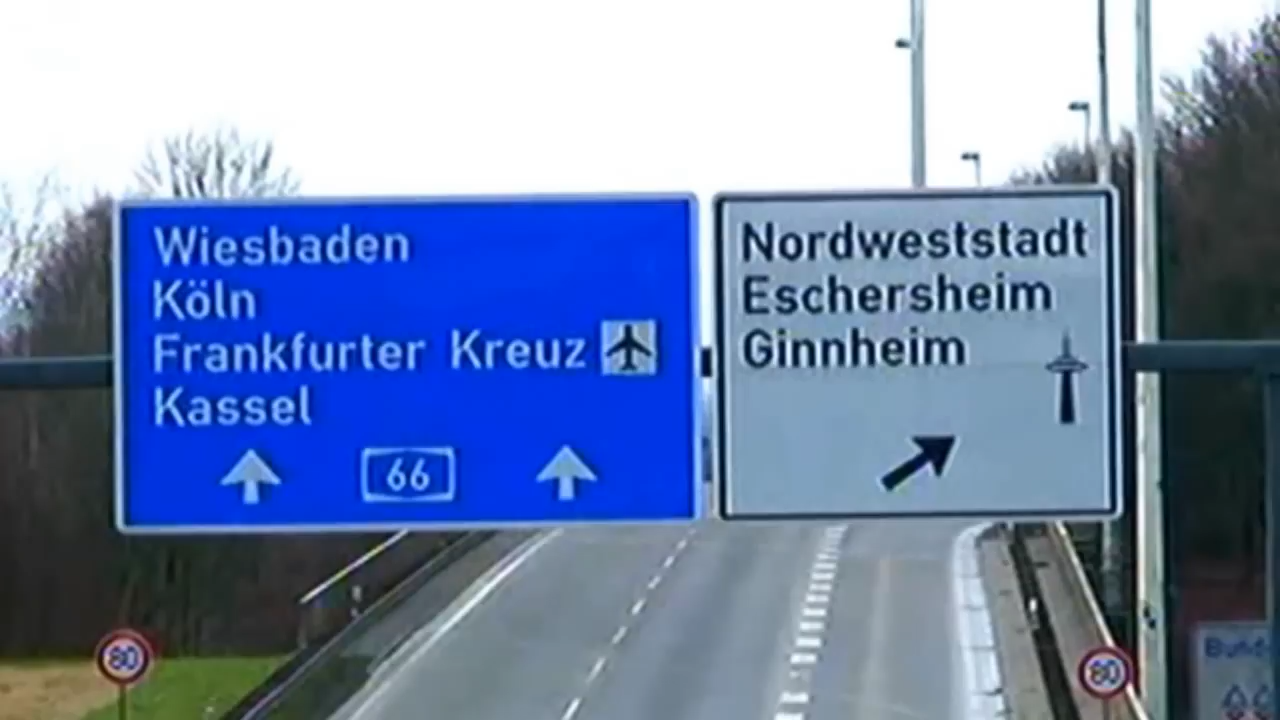 Wiesbaden
Köln
Frankfurter Kreuz
Kassel
66
Nordweststadt
Eschersheim
Ginnheim
80
80